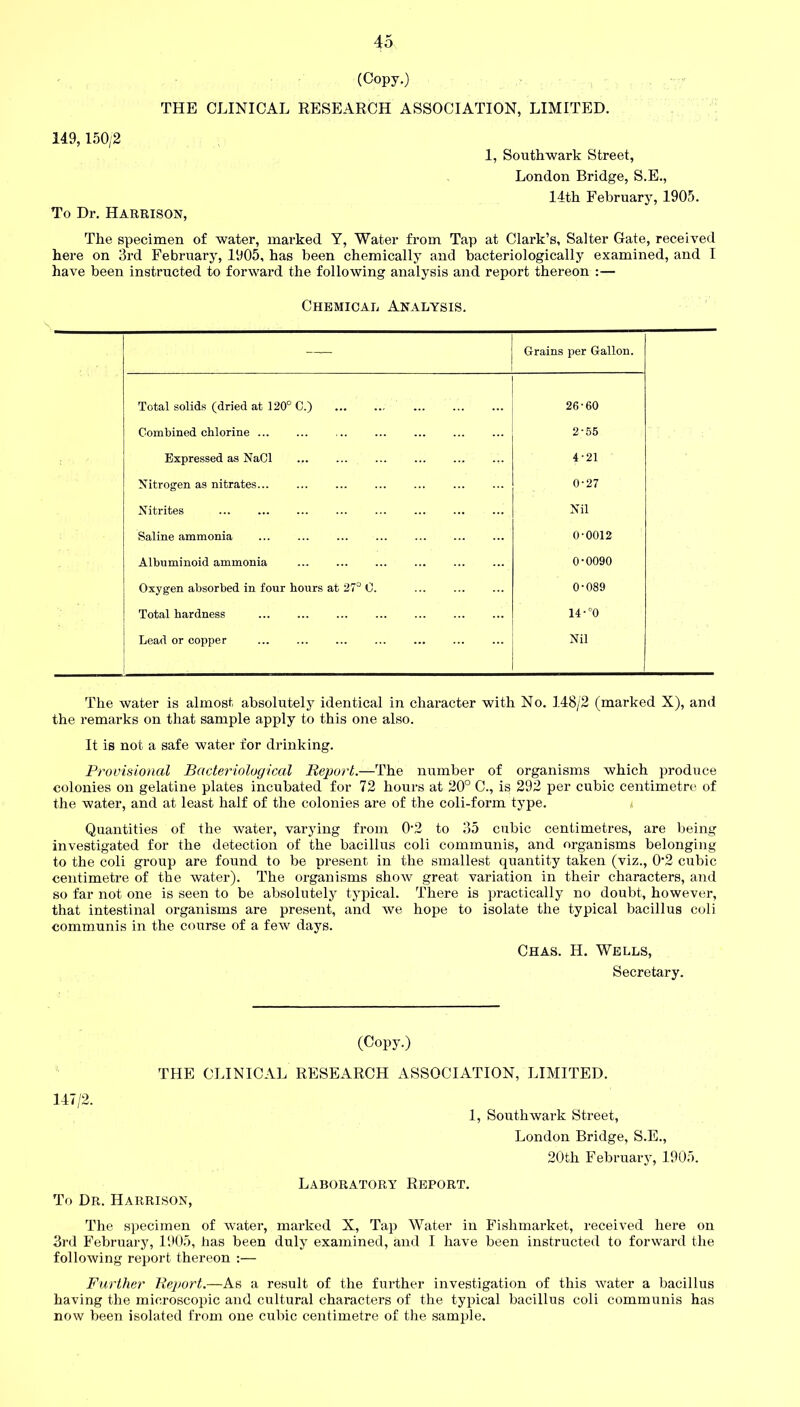 45
(Copy.)
THE CLINICAL RESEARCH ASSOCIATION, LIMITED.
149,150/2
1, Southwark Street,
London Bridge, S.E.,
14th February, 1905.
To Dr. HARRISON,
The specimen of water, marked Y, Water from Tap at Clark's, Salter Gate, received
here on 3rd February, 1905, has been chemically and bacteriologically examined, and I
have been instructed to forward the following analysis and report thereon :—
CHEMICAL ANALYSIS.
—— Grains per Gallon.
Total solids (dried at 120° C.) ... ... ... ... ... 26·60
Combined chlorine ... ... ... ... ... ... ... 2·55
Expressed as NaCl ... ... ... ... ... ... 4·21
Nitrogen as nitrates... ... ... ... ... ... ... 0·27
Nitrites ... ... ... ... ... ... ... ... Nil
Saline ammonia ... ... ... ... ... ... ... 0·0012
Albuminoid ammonia ... ... ... ... ... ... 0·0090
Oxygen absorbed in four hours at 27° C. ... ... ... 0·089
Total hardness ... ... ... ... ... ... ... 14·°0
Lead or copper ... ... ... ... ... ... ... Nil
The water is almost absolutely identical in character with No. 148/2 (marked X), and
the remarks on that sample apply to this one also.
It is not a safe water for drinking.
Provisional Bacteriological Report.—The number of organisms which produce
colonies on gelatine plates incubated for 72 hours at 20° C., is 292 per cubic centimetre of
the water, and at least half of the colonies are of the coli-form type.
Quantities of the water, varying from 0·2 to 35 cubic centimetres, are being
investigated for the detection of the bacillus coli communis, and organisms belonging
to the coli group are found to be present in the smallest quantity taken (viz., 0·2 cubic
centimetre of the water). The organisms show great variation in their characters, and
so far not one is seen to be absolutely typical. There is practically no doubt, however,
that intestinal organisms are present, and we hope to isolate the typical bacillus coli
communis in the course of a few days.
CHAS. H. WELLS,
Secretary.
(Copy.)
THE CLINICAL RESEARCH ASSOCIATION, LIMITED.
147/2.
1, Southwark Street,
London Bridge, S.E.,
20th February, 1905.
LABORATORY REPORT.
To DR. HARRISON,
The specimen of water, marked X, Tap Water in Fishmarket, received here on
3rd February, 1905, has been duly examined, and I have been instructed to forward the
following report thereon :—
Further Report.—As a result of the further investigation of this water a bacillus
having the microscopic and cultural characters of the typical bacillus coli communis has
now been isolated from one cubic centimetre of the sample.